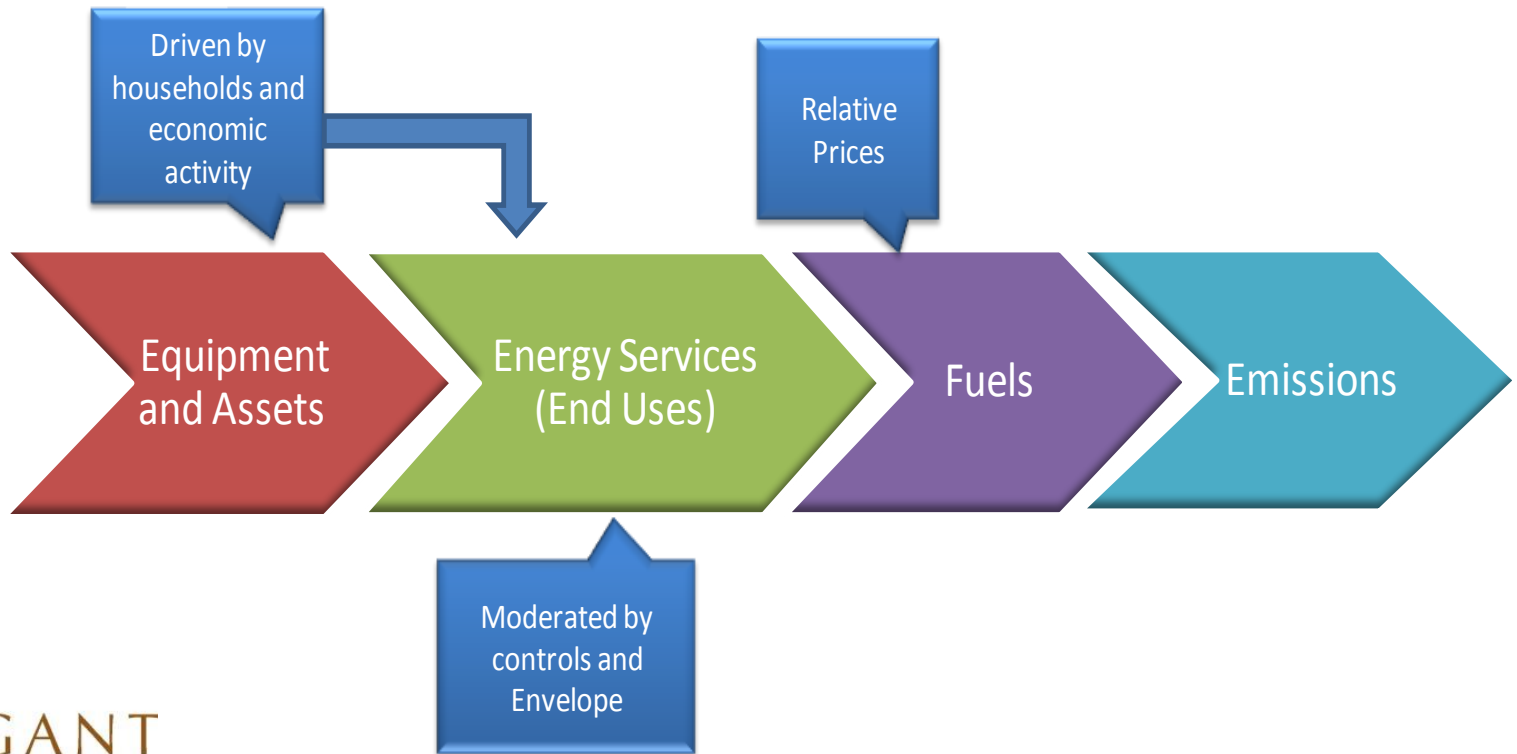 Driven by
households and
economic
activity
Relative
Prices
Equipment
and Assets
Energy Services
(End Uses)
Fuels
Emissions
Moderated by
controls and
Envelope
GANT